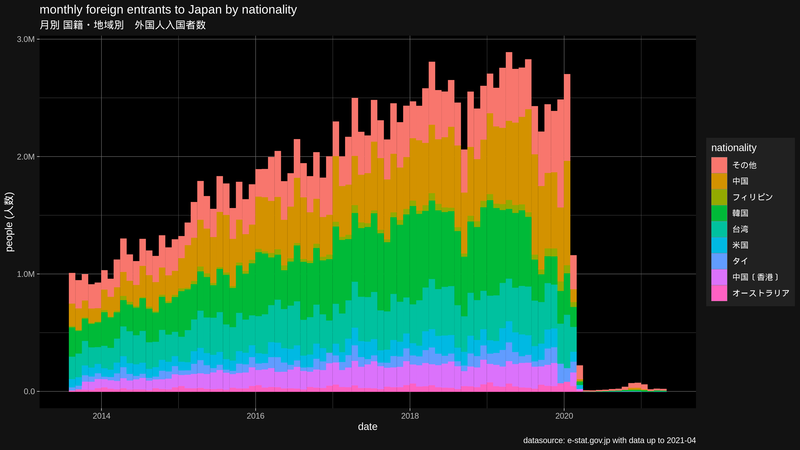 monthly foreign entrants to Japan by nationality
月別 国籍・地域別　外国人入国者数
3.0M
2.0M
1.0M
0.0
people (人数)
2014
2016
2018
2020
date
nationality
その他
中国
フィリピン
韓国
台湾
米国
タイ
中国〔香港〕
オーストラリア
datasource: e-stat.gov.jp with data up to 2021-04